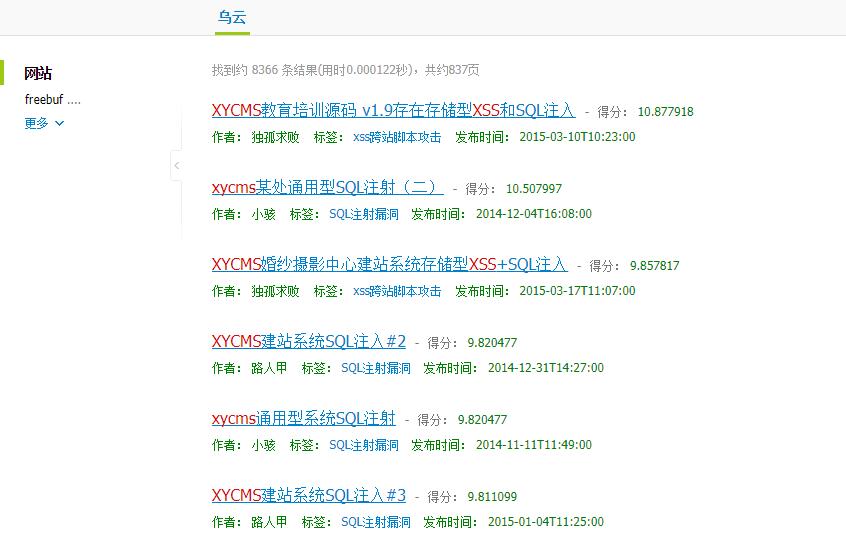 乌云
网站
freebuf ....
更多
找到约 8366 条结果(用时0.000122秒)，共约837页
XYCMS教育培训源码 v1.9存在存储型XSS和SQL注入 - 得分： 10.877918
作者： 独孤求败 标签： xss跨站脚本攻击 发布时间： 2015-03-10T10:23:00
xycms某处通用型SQL注射（二） - 得分： 10.507997
作者： 小骇 标签： SQL注射漏洞 发布时间： 2014-12-04T16:08:00
XYCMS婚纱摄影中心建站系统存储型XSS+SQL注入 - 得分： 9.857817
作者： 独孤求败 标签： xss跨站脚本攻击 发布时间： 2015-03-17T11:07:00
XYCMS建站系统SQL注入#2 - 得分： 9.820477
作者： 路人甲 标签： SQL注射漏洞 发布时间： 2014-12-31T14:27:00
xycms通用型系统SQL注射 - 得分： 9.820477
作者： 小骇 标签： SQL注射漏洞 发布时间： 2014-11-11T11:49:00
XYCMS建站系统SQL注入#3 - 得分： 9.811099
作者： 路人甲 标签： SQL注射漏洞 发布时间： 2015-01-04T11:25:00